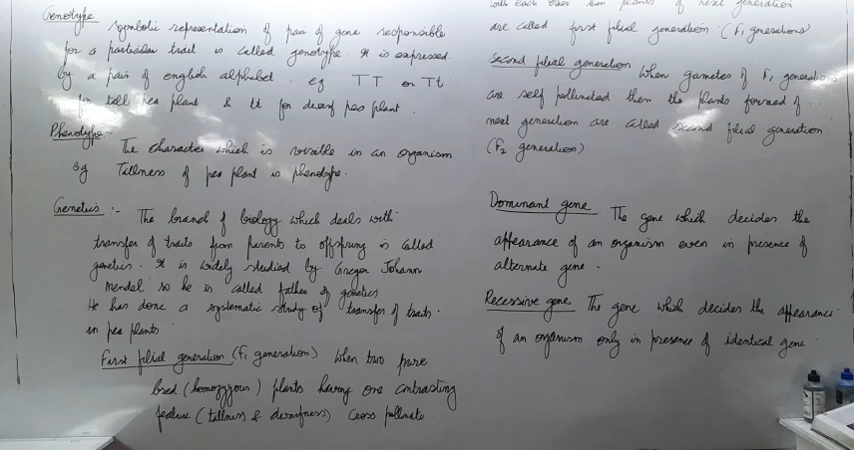 Genotype
Symbolic representation of pair of gene responsible
for a particular trait is called genotype. It is expressed
by a pair of english alphabet. eg TT or Tt
for tall pea plant & tt for dwarf pea plant.
Phenotype -
The character which is visible in an organism
eg Tallness of pea plant is phenotype.
Genetics :- The branch of biology which deals with
transfer of traits from parents to offspring is called
genetics. It is widely studied by Gregor Johann
Mendel so he is called father of genetics
He has done a systematic study of transfer of traits.
in pea plants
First filial generation (F1 generation) When two pure
bred (homozygous) plants having one contrasting
feature (tallness & dwarfness) cross pollinate
with each other then plants of next generation
are called first filial generation (F1 generations)
Second filial generation When gametes of F1 generation
are self pollinated then the plants formed of
next generation are called second filial generation
(F2 generation)
Dominant gene The gene which decides the
appearance of an organism even in presence of
alternate gene.
Recessive gene The gene which decides the appearance
of an organism only in presence of identical gene